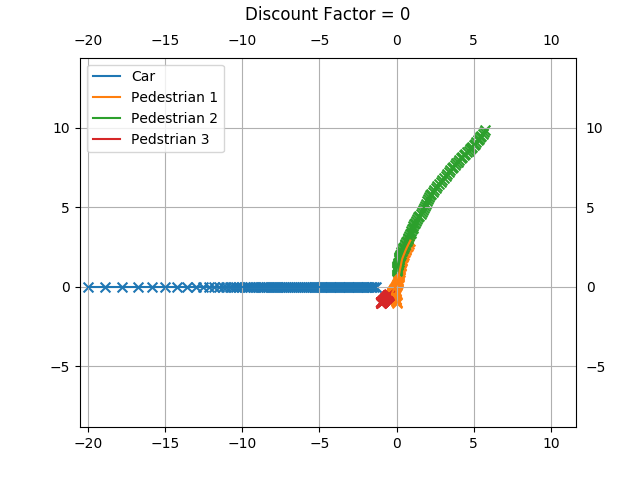 Discount Factor = 0
−20 −15 −10 −5 0 5 10
Car
Pedestrian 1
Pedestrian 2
Pedstrian 3
10 10
5 5
0 0
−5 −5
−20 −15 −10 −5 0 5 10